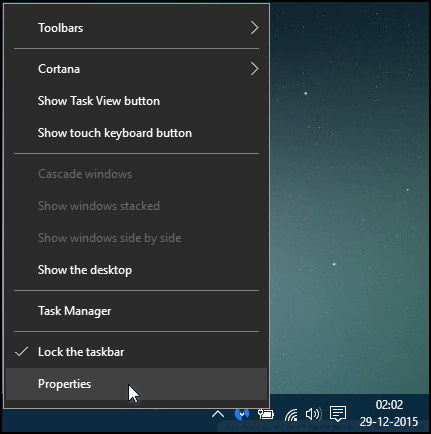 Toolbars
Cortana
Show Task View button
Show touch keyboard button
Cascade windows
Show windows stacked
Show windows side by side
Show the desktop
Task Manager
Lock the taskbar
Properties
02:02
29-12-2015